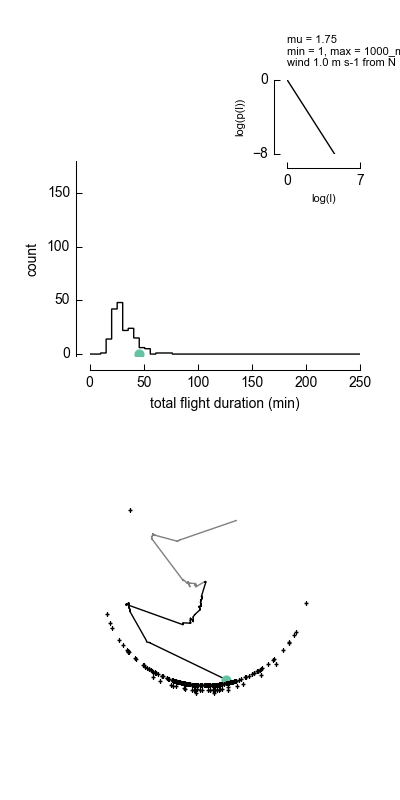 mu = 1.75
min = 1, max = 1000_m
wind 1.0 m s-1 from N
0
log(p(l))
−8
0
7
log(l)
150
100
count
50
0
0
50
100
150
200
250
total flight duration (min)